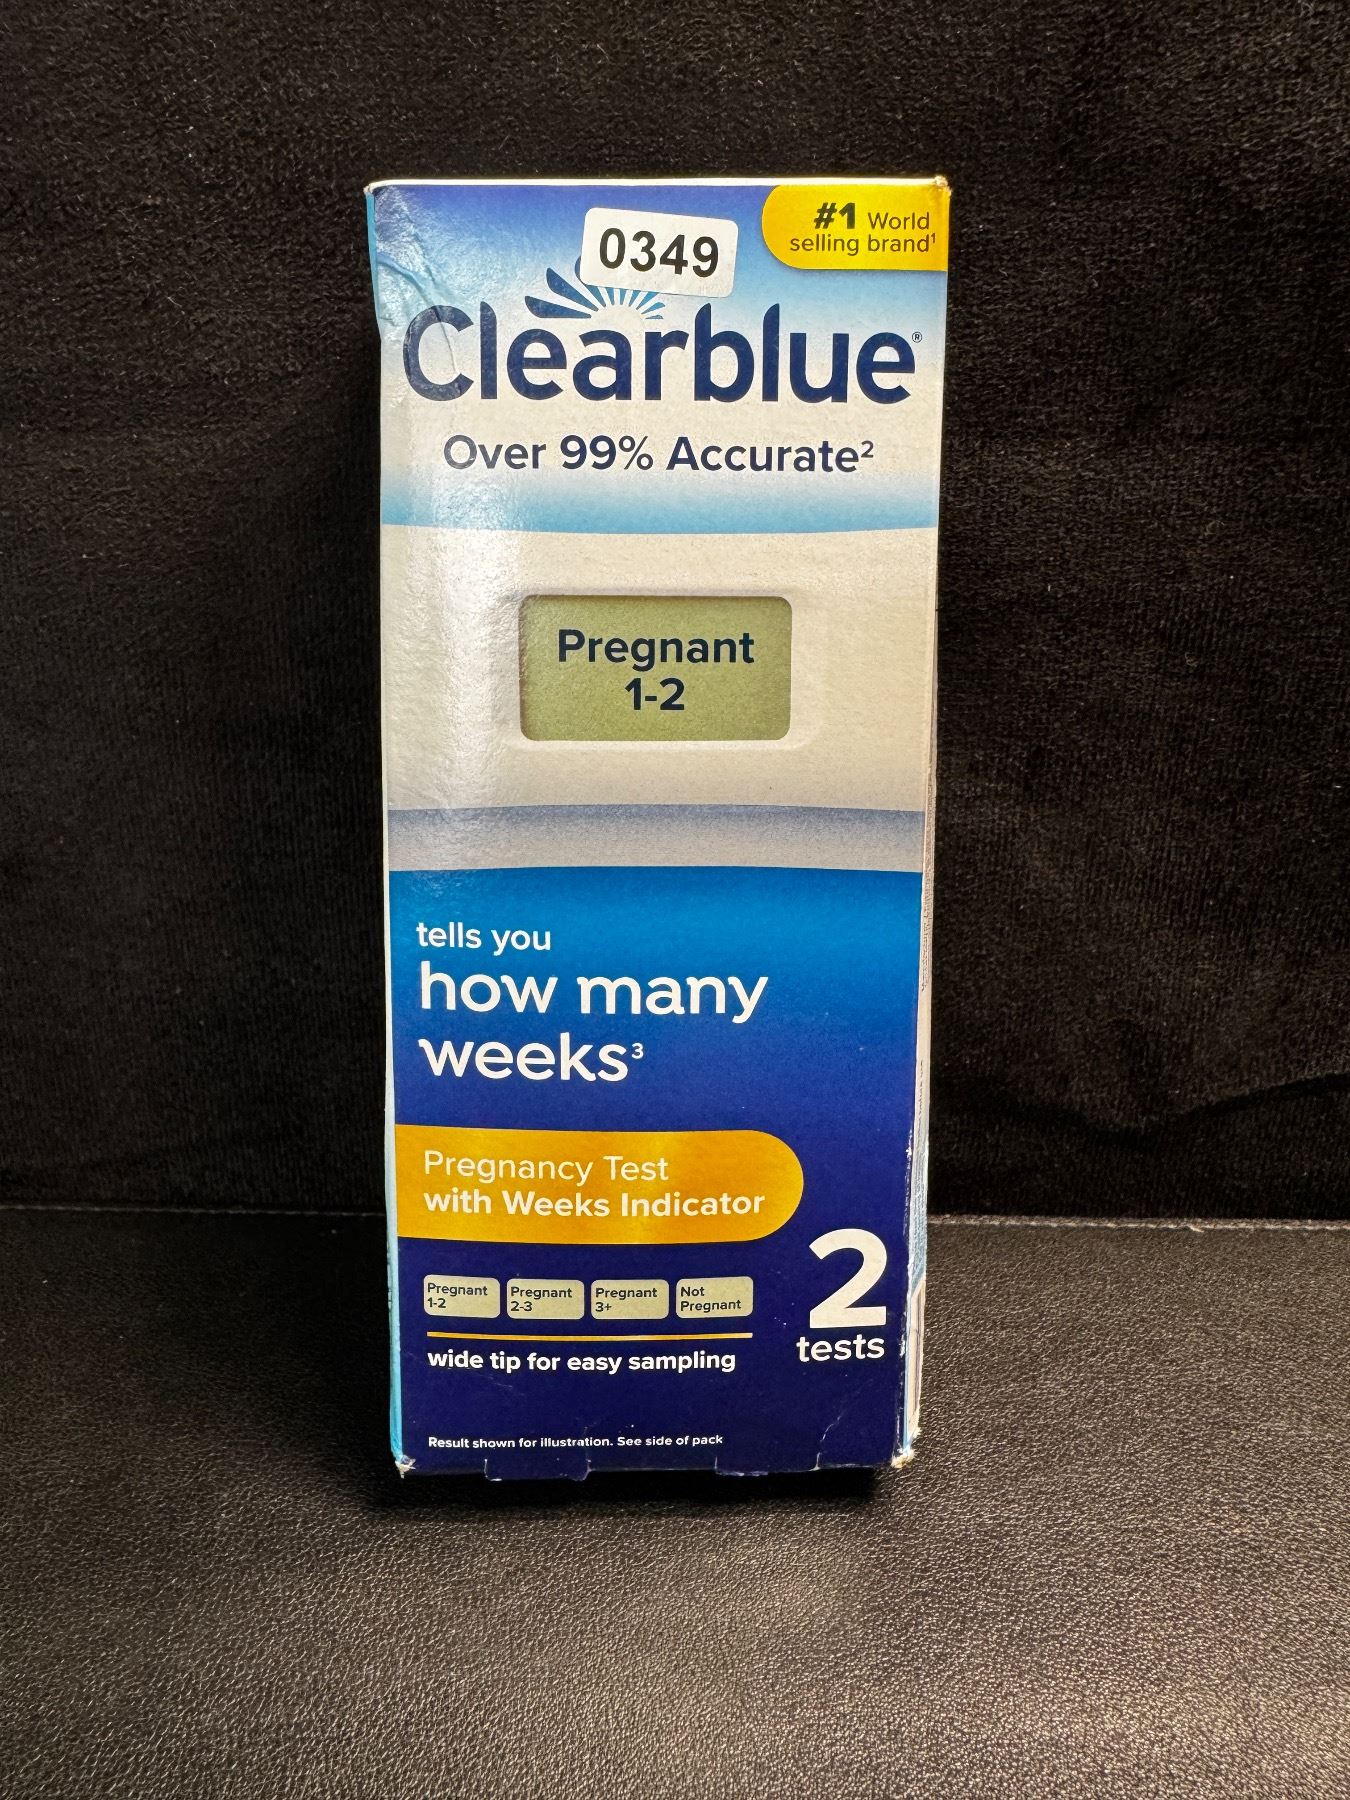 #1 World
selling brand¹
0349
Clearblue®
Over 99% Accurate²
Pregnant
1-2
tells you
how many
weeks³
Pregnancy Test
with Weeks Indicator
Pregnant
1-2
Pregnant
2-3
Pregnant
3+
Not
Pregnant
2
tests
wide tip for easy sampling
Result shown for illustration. See side of pack